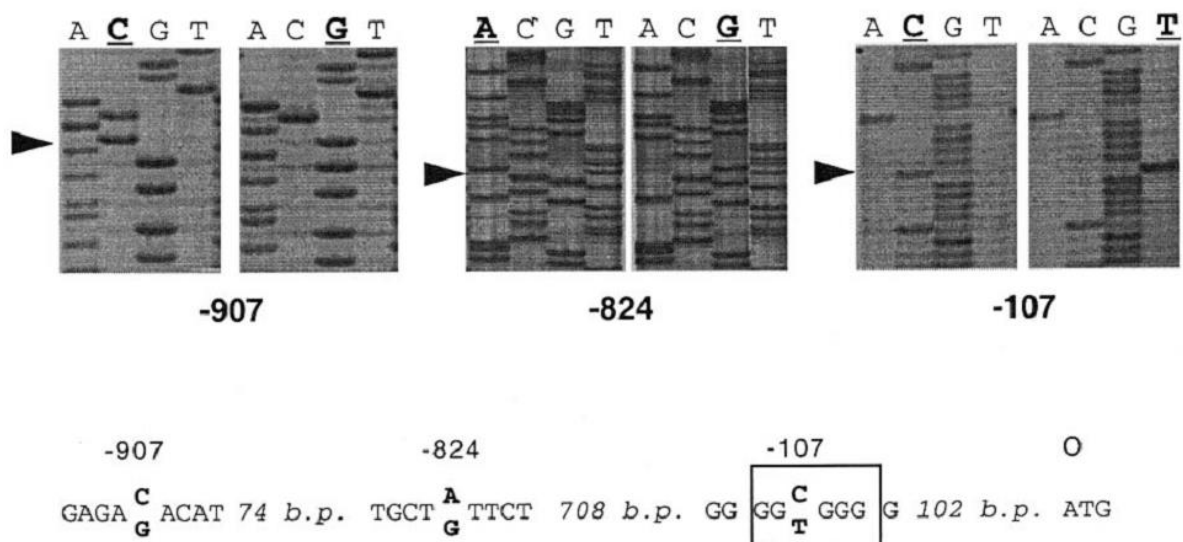 A C G T A C G T A C G T A C G T A C G T A C G T
-907 -824 -107
-907 -824 -107 O
GAGA C/G ACAT 74 b.p. TGCT A/G TTCT 708 b.p. GG GG C/T GGG G 102 b.p. ATG